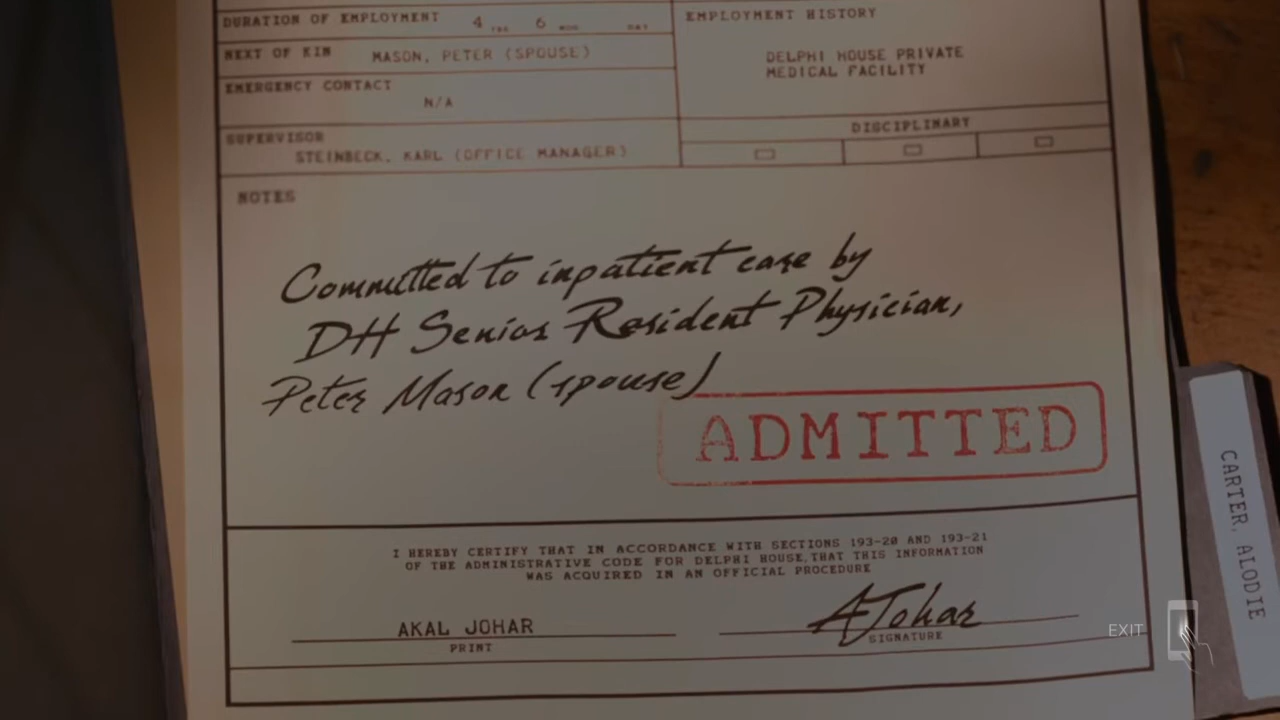 DURATION OF EMPLOYMENT 4 YRS 6 MOS DAY
NEXT OF KIN MASON, PETER (SPOUSE)
EMERGENCY CONTACT
N/A
SUPERVISOR
STEINBECK, KARL (OFFICE MANAGER)
EMPLOYMENT HISTORY
DELPHI HOUSE PRIVATE
MEDICAL FACILITY
DISCIPLINARY
NOTES
Committed to inpatient care by
DH Senior Resident Physician,
Peter Mason (spouse)
ADMITTED
I HEREBY CERTIFY THAT IN ACCORDANCE WITH SECTIONS 193-20 AND 193-21
OF THE ADMINISTRATIVE CODE FOR DELPHI HOUSE, THAT THIS INFORMATION
WAS ACQUIRED IN AN OFFICIAL PROCEDURE
AKAL JOHAR
PRINT
AJohar
SIGNATURE
EXIT
CARTER, ALODIE